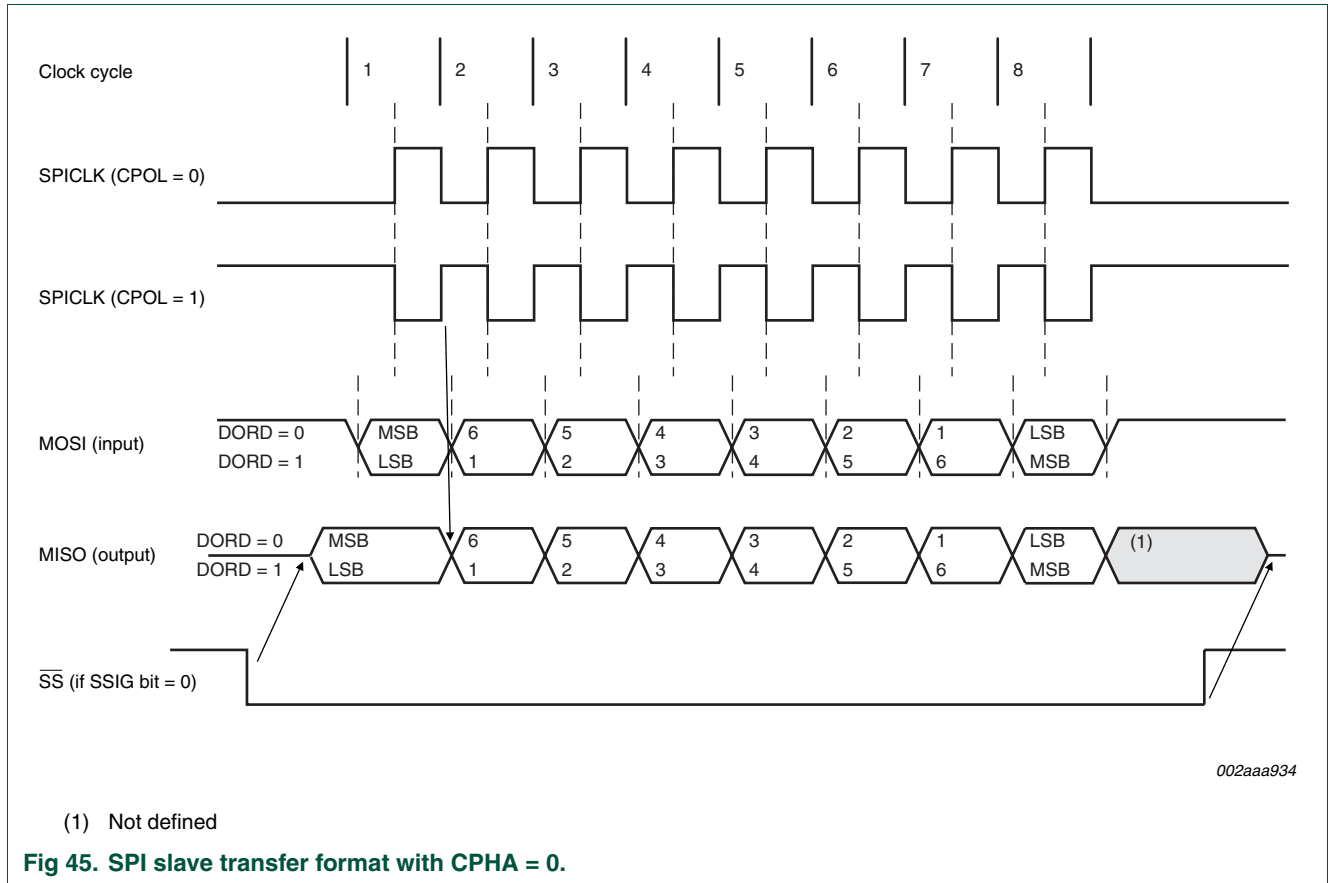 Clock cycle 1 2 3 4 5 6 7 8
SPICLK (CPOL = 0)
SPICLK (CPOL = 1)
MOSI (input) DORD = 0 MSB 6 5 4 3 2 1 LSB
DORD = 1 LSB 1 2 3 4 5 6 MSB
MISO (output) DORD = 0 MSB 6 5 4 3 2 1 LSB (1)
DORD = 1 LSB 1 2 3 4 5 6 MSB
S̅S̅ (if SSIG bit = 0)
002aaa934
(1) Not defined
Fig 45. SPI slave transfer format with CPHA = 0.